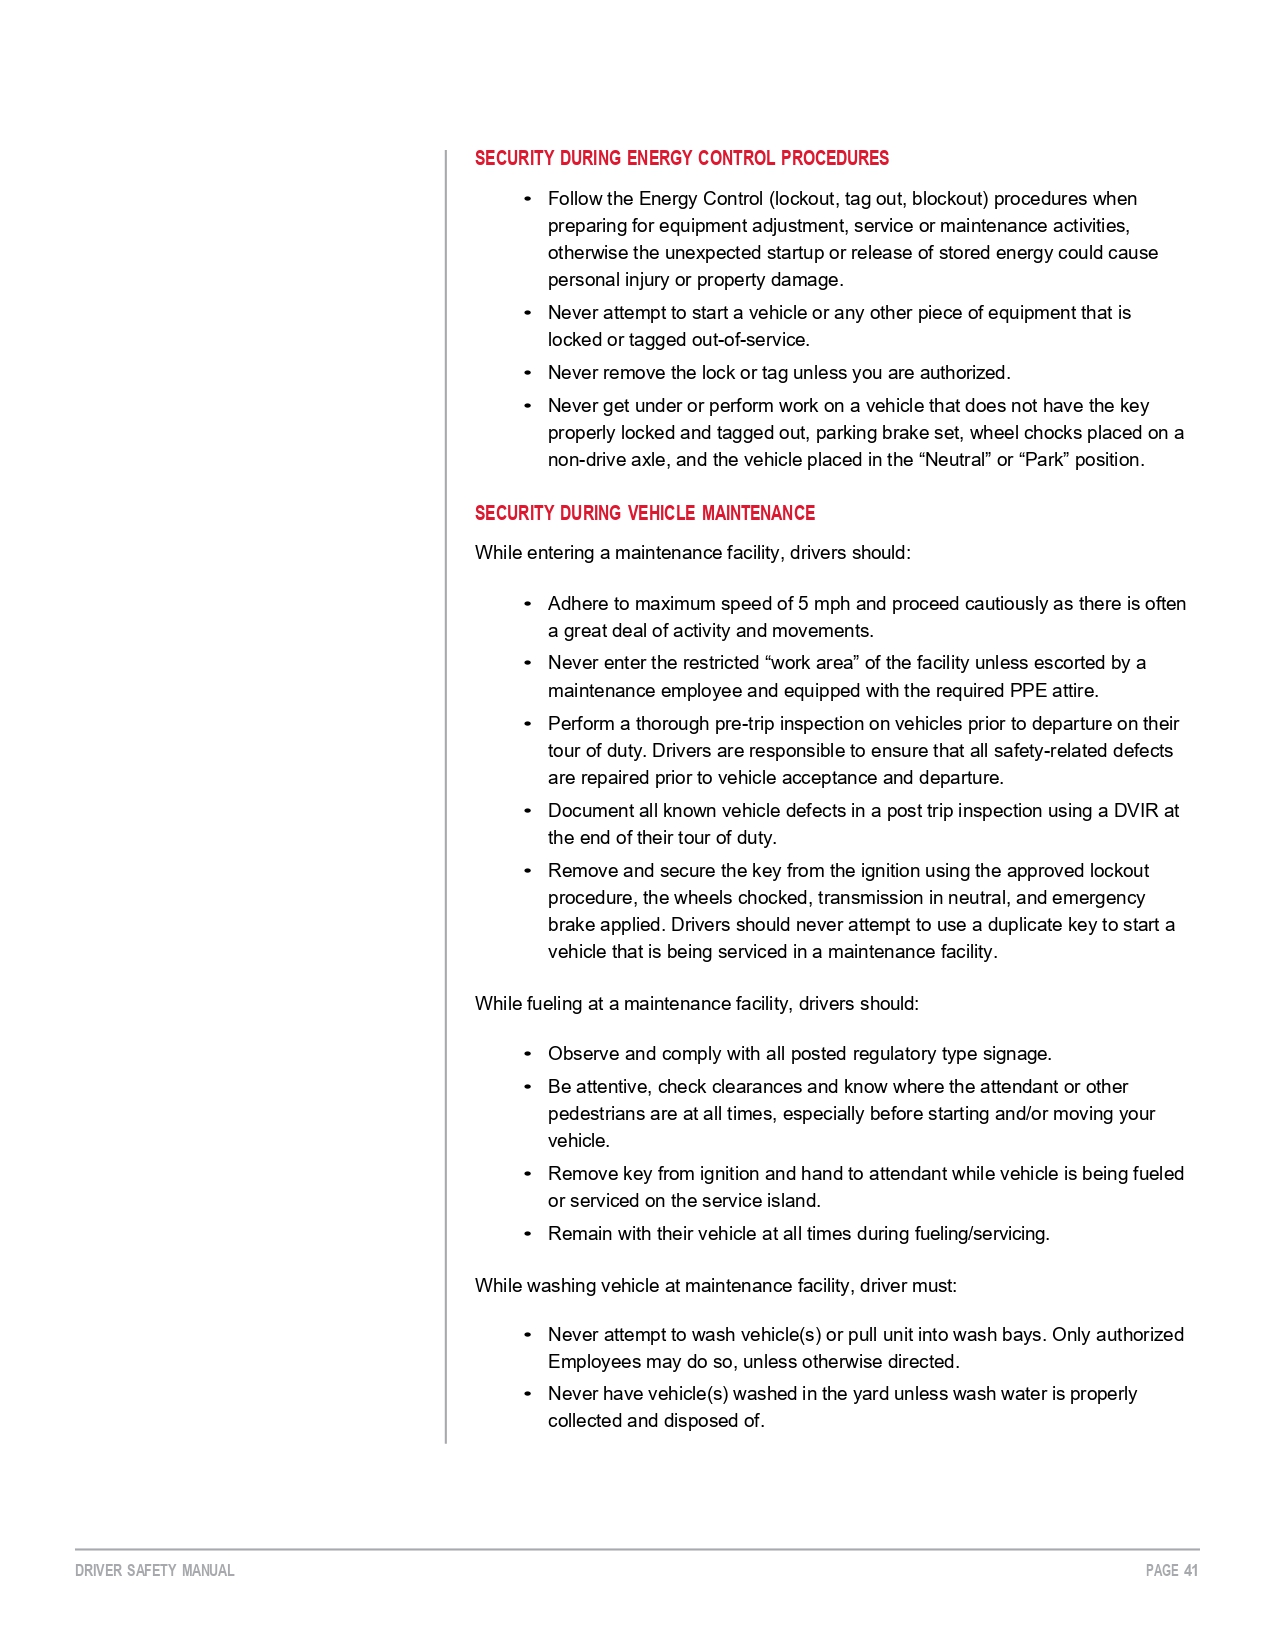 SECURITY DURING ENERGY CONTROL PROCEDURES
• Follow the Energy Control (lockout, tag out, blockout) procedures when
preparing for equipment adjustment, service or maintenance activities,
otherwise the unexpected startup or release of stored energy could cause
personal injury or property damage.
• Never attempt to start a vehicle or any other piece of equipment that is
locked or tagged out-of-service.
• Never remove the lock or tag unless you are authorized.
• Never get under or perform work on a vehicle that does not have the key
properly locked and tagged out, parking brake set, wheel chocks placed on a
non-drive axle, and the vehicle placed in the “Neutral” or “Park” position.
SECURITY DURING VEHICLE MAINTENANCE
While entering a maintenance facility, drivers should:
• Adhere to maximum speed of 5 mph and proceed cautiously as there is often
a great deal of activity and movements.
• Never enter the restricted “work area” of the facility unless escorted by a
maintenance employee and equipped with the required PPE attire.
• Perform a thorough pre-trip inspection on vehicles prior to departure on their
tour of duty. Drivers are responsible to ensure that all safety-related defects
are repaired prior to vehicle acceptance and departure.
• Document all known vehicle defects in a post trip inspection using a DVIR at
the end of their tour of duty.
• Remove and secure the key from the ignition using the approved lockout
procedure, the wheels chocked, transmission in neutral, and emergency
brake applied. Drivers should never attempt to use a duplicate key to start a
vehicle that is being serviced in a maintenance facility.
While fueling at a maintenance facility, drivers should:
• Observe and comply with all posted regulatory type signage.
• Be attentive, check clearances and know where the attendant or other
pedestrians are at all times, especially before starting and/or moving your
vehicle.
• Remove key from ignition and hand to attendant while vehicle is being fueled
or serviced on the service island.
• Remain with their vehicle at all times during fueling/servicing.
While washing vehicle at maintenance facility, driver must:
• Never attempt to wash vehicle(s) or pull unit into wash bays. Only authorized
Employees may do so, unless otherwise directed.
• Never have vehicle(s) washed in the yard unless wash water is properly
collected and disposed of.
DRIVER SAFETY MANUAL PAGE 41